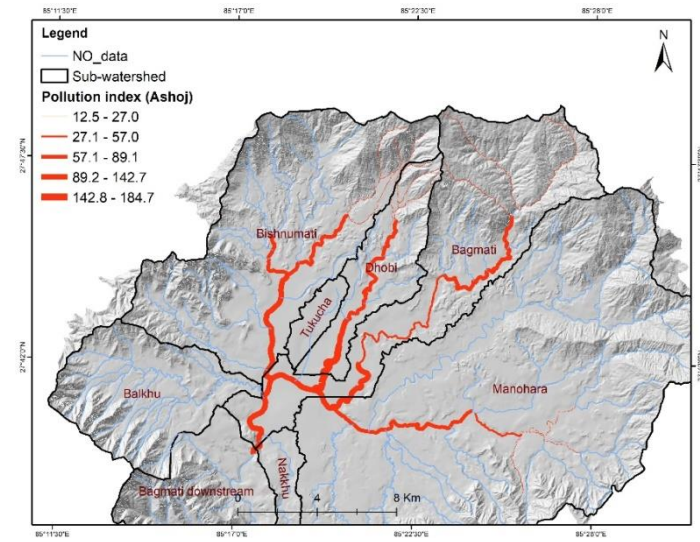 85°11'30"E 85°17'0"E 85°22'30"E 85°28'0"E
Legend
NO_data
Sub-watershed
Pollution index (Ashoj)
12.5 - 27.0
27.1 - 57.0
57.1 - 89.1
89.2 - 142.7
142.8 - 184.7
N
27°47'30"N
Bishnumati
Bagmati
Dhobi
Tukucha
27°42'0"N
Balkhu
Manohara
Nakkhu
Bagmati downstream
0 4 8 Km
85°11'30"E 85°17'0"E 85°22'30"E 85°28'0"E